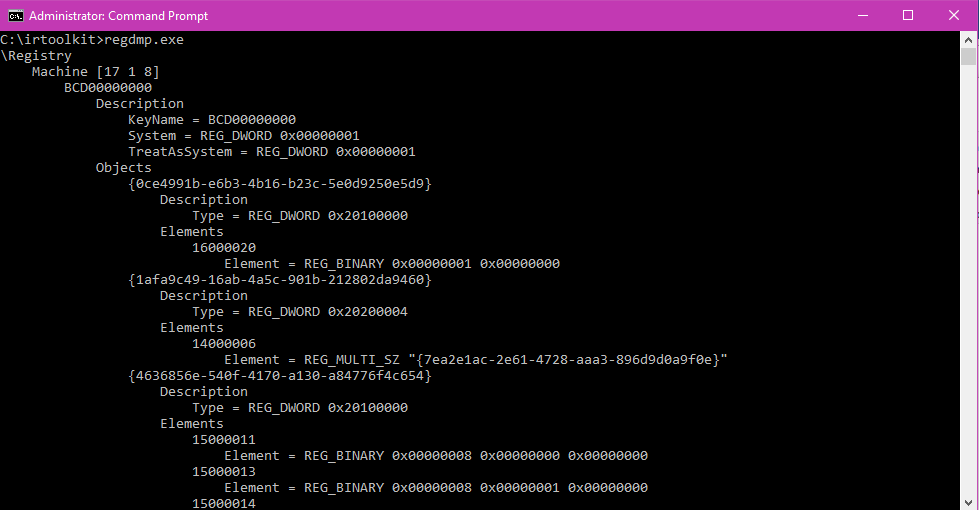 Administrator: Command Prompt
C:\irtoolkit>regdmp.exe
\Registry
    Machine [17 1 8]
        BCD00000000
            Description
                KeyName = BCD00000000
                System = REG_DWORD 0x00000001
                TreatAsSystem = REG_DWORD 0x00000001
            Objects
                {0ce4991b-e6b3-4b16-b23c-5e0d9250e5d9}
                    Description
                        Type = REG_DWORD 0x20100000
                    Elements
                        16000020
                            Element = REG_BINARY 0x00000001 0x00000000
                {1afa9c49-16ab-4a5c-901b-212802da9460}
                    Description
                        Type = REG_DWORD 0x20200004
                    Elements
                        14000006
                            Element = REG_MULTI_SZ "{7ea2e1ac-2e61-4728-aaa3-896d9d0a9f0e}"
                {4636856e-540f-4170-a130-a84776f4c654}
                    Description
                        Type = REG_DWORD 0x20100000
                    Elements
                        15000011
                            Element = REG_BINARY 0x00000008 0x00000000 0x00000000
                        15000013
                            Element = REG_BINARY 0x00000008 0x00000001 0x00000000
                        15000014